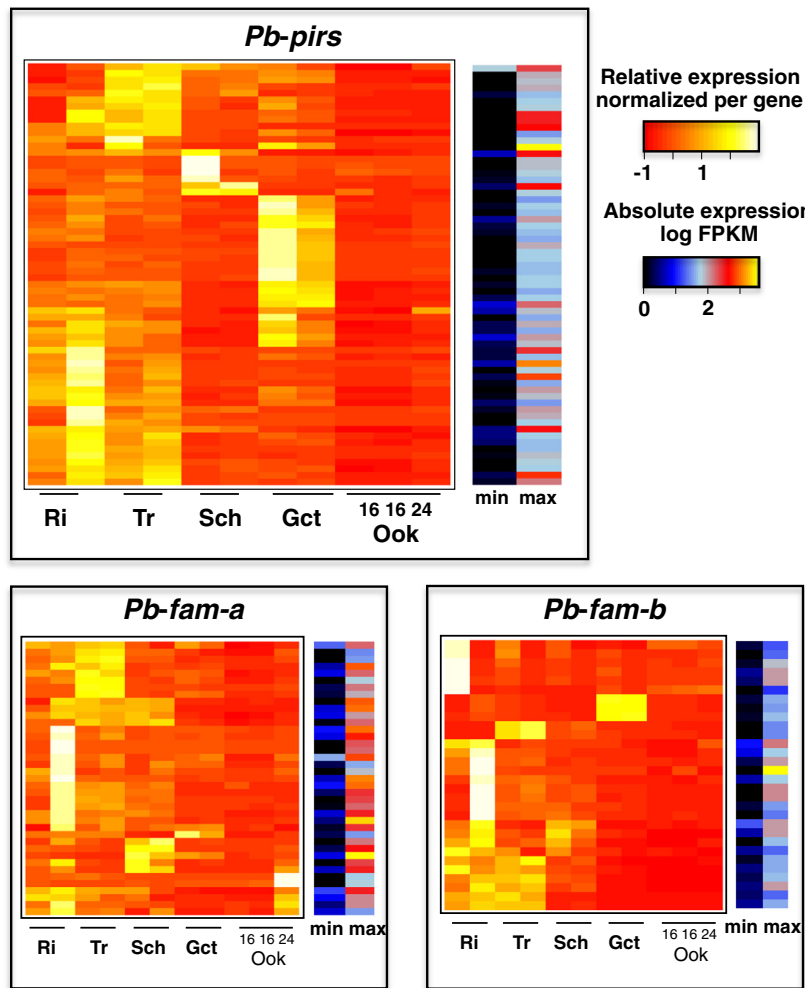 Pb-pirs
Relative expression
normalized per gene
-1 1
Absolute expression
log FPKM
0 2
min max
Ri Tr Sch Gct 16 16 24
Ook
Pb-fam-a
min max
Ri Tr Sch Gct 16 16 24
Ook
Pb-fam-b
min max
Ri Tr Sch Gct 16 16 24
Ook